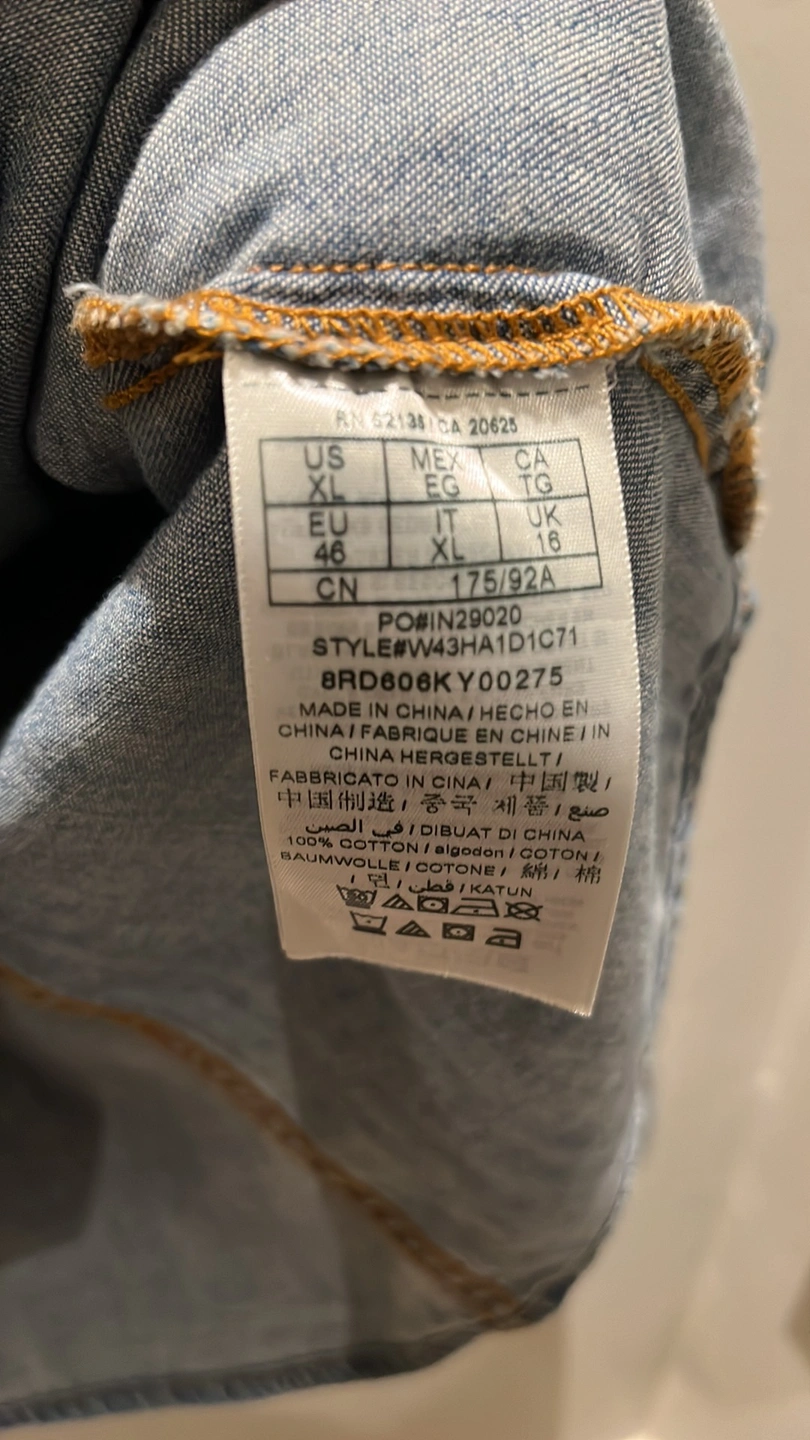 RN 62136 / CA 20625
US MEX CA
XL EG TG
EU IT UK
46 XL 16
CN 175/92A
PO#IN29020
STYLE#W43HA1D1C71
8RD606KY00275
MADE IN CHINA / HECHO EN
CHINA / FABRIQUE EN CHINE / IN
CHINA HERGESTELLT /
FABBRICATO IN CINA / 中国製 /
中国制造 / 중국 제품 / صنع
في الصين / DIBUAT DI CHINA
100% COTTON / algodon / COTON /
BAUMWOLLE / COTONE / 綿 / 棉
/ 면 / قطن / KATUN